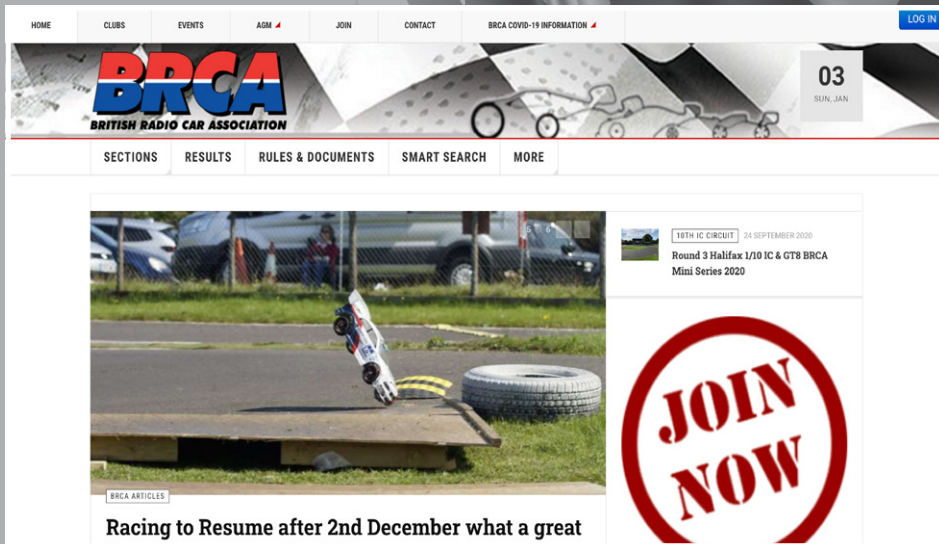 HOME CLUBS EVENTS AGM JOIN CONTACT BRCA COVID-19 INFORMATION LOG IN
BRCA
BRITISH RADIO CAR ASSOCIATION
03
SUN, JAN
SECTIONS RESULTS RULES & DOCUMENTS SMART SEARCH MORE
5 6
10TH IC CIRCUIT 24 SEPTEMBER 2020
Round 3 Halifax 1/10 IC & GT8 BRCA
Mini Series 2020
JOIN
NOW
BRCA ARTICLES
Racing to Resume after 2nd December what a great